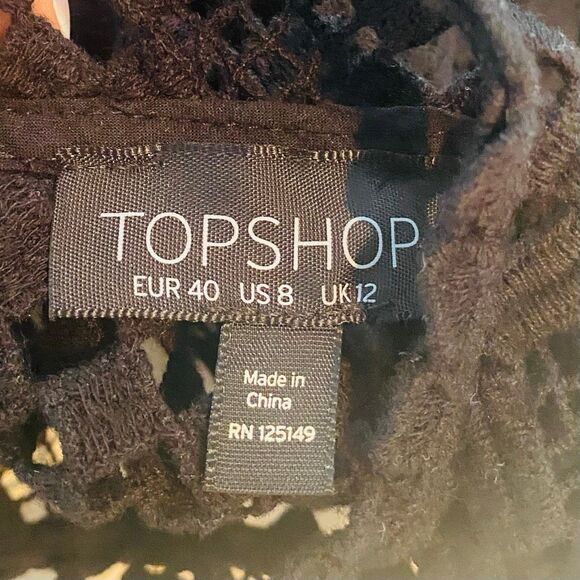 TOPSHOP
EUR 40 US 8 UK 12
Made in
China
RN 125149